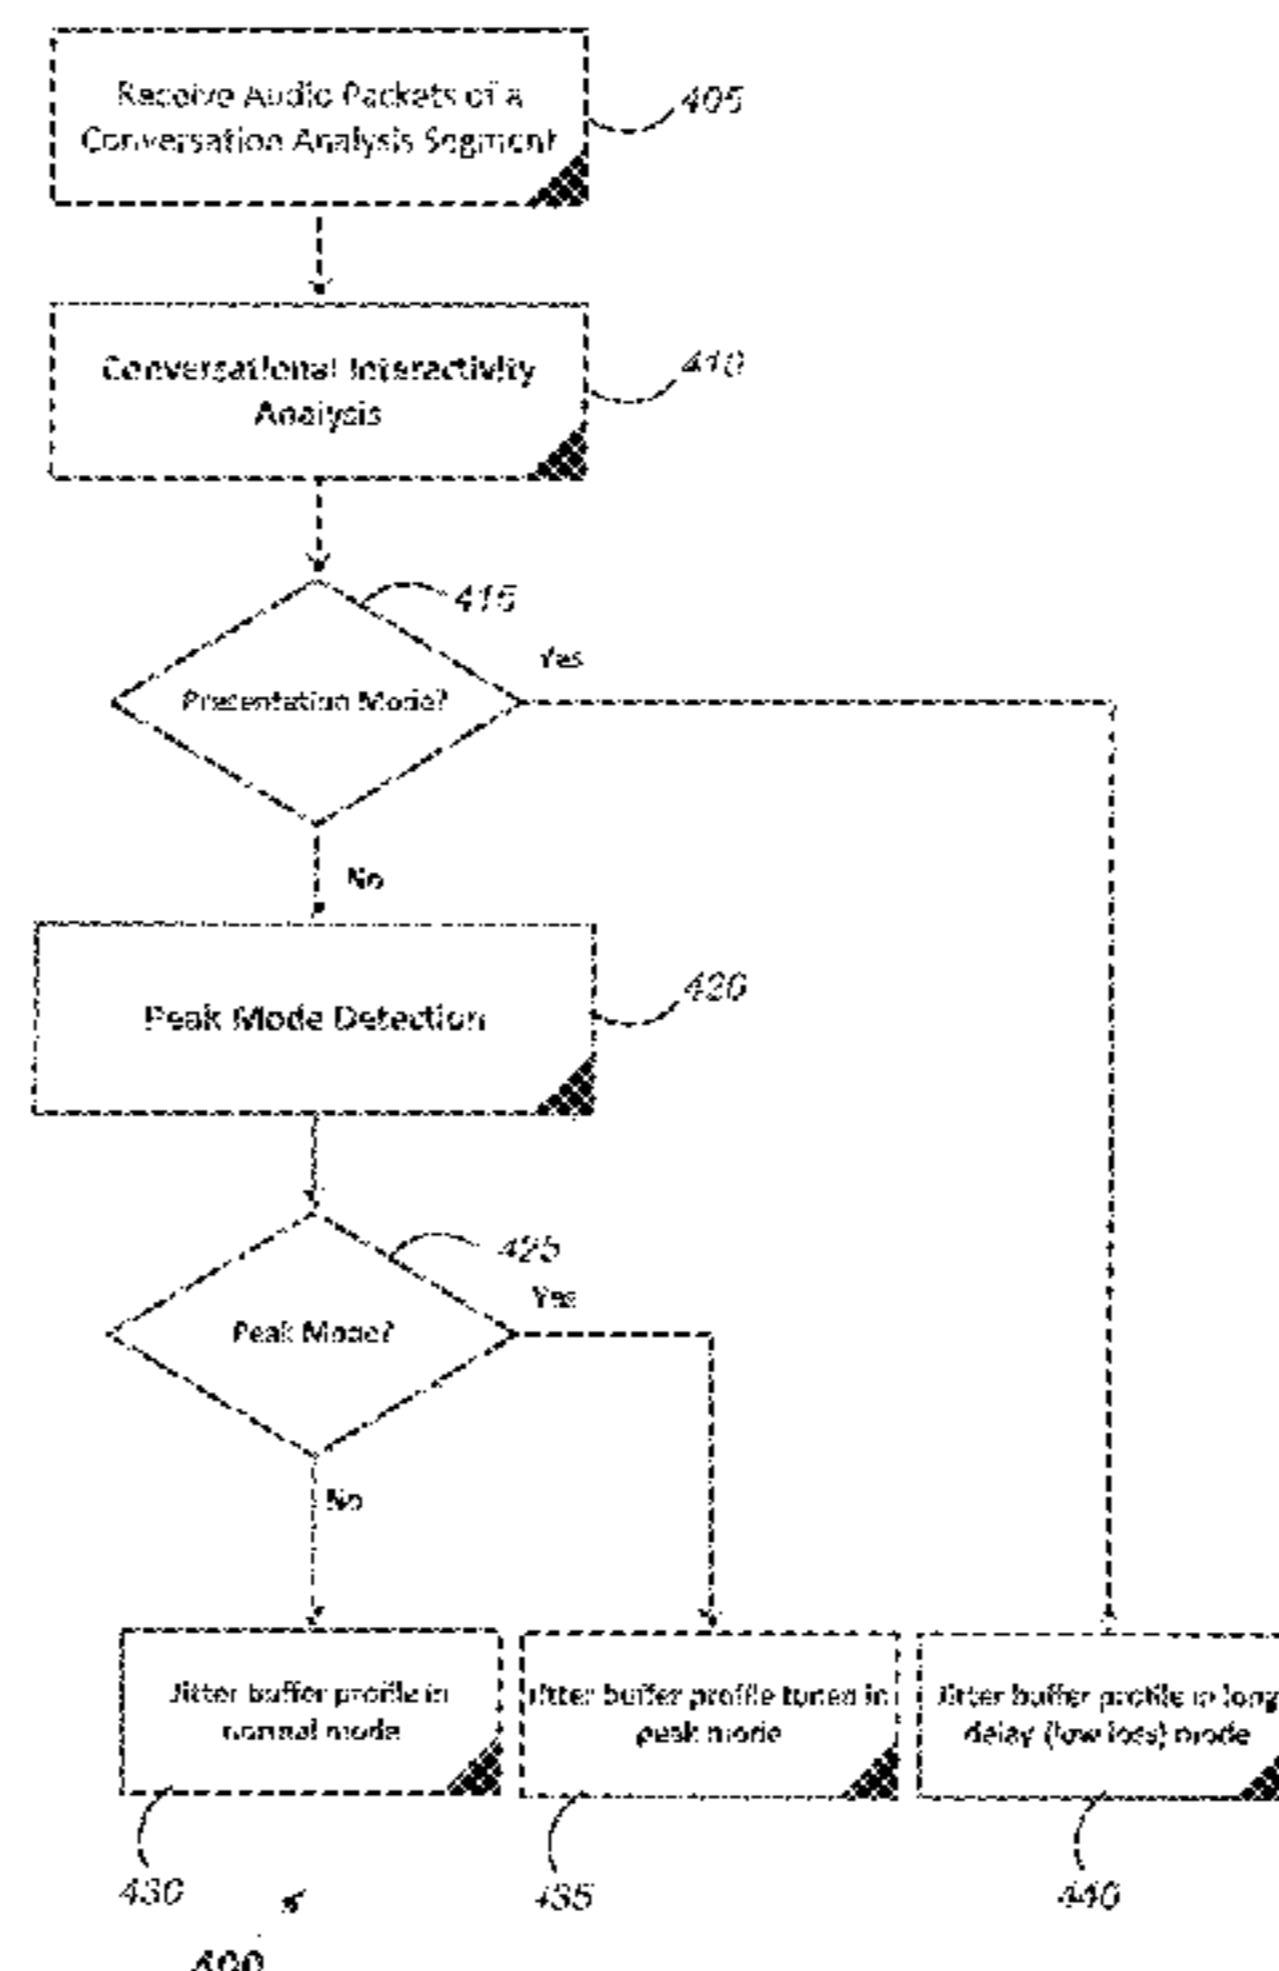 Receive Audio Packets of a
Conversation Analysis Segment
405
Conversational Interactivity
Analysis
410
415
Presentation Mode?
Yes
No
Peak Mode Detection
420
425
Peak Mode?
Yes
No
Jitter buffer profile in
normal mode
Jitter buffer profile tuned in
peak mode
Jitter buffer profile in long
delay (low loss) mode
430
435
440
400